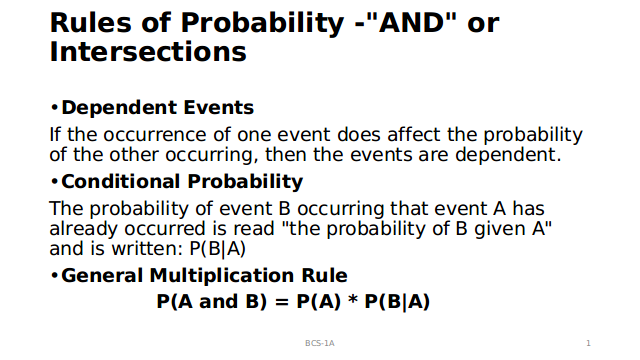 Rules of Probability -"AND" or
Intersections
•Dependent Events
If the occurrence of one event does affect the probability
of the other occurring, then the events are dependent.
•Conditional Probability
The probability of event B occurring that event A has
already occurred is read "the probability of B given A"
and is written: P(B|A)
•General Multiplication Rule
P(A and B) = P(A) * P(B|A)
BCS-1A
1